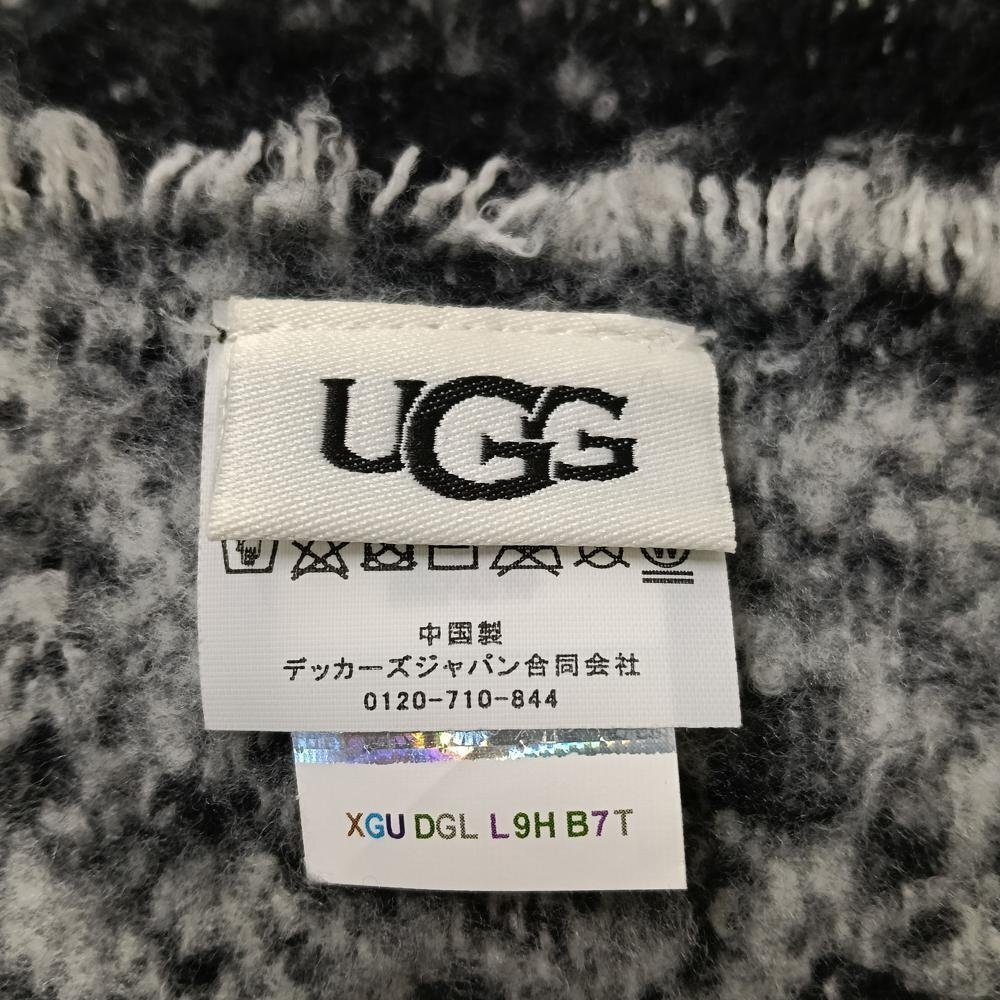 UGG
W
中国製
デッカーズジャパン合同会社
0120-710-844
XGU DGL L9H B7T